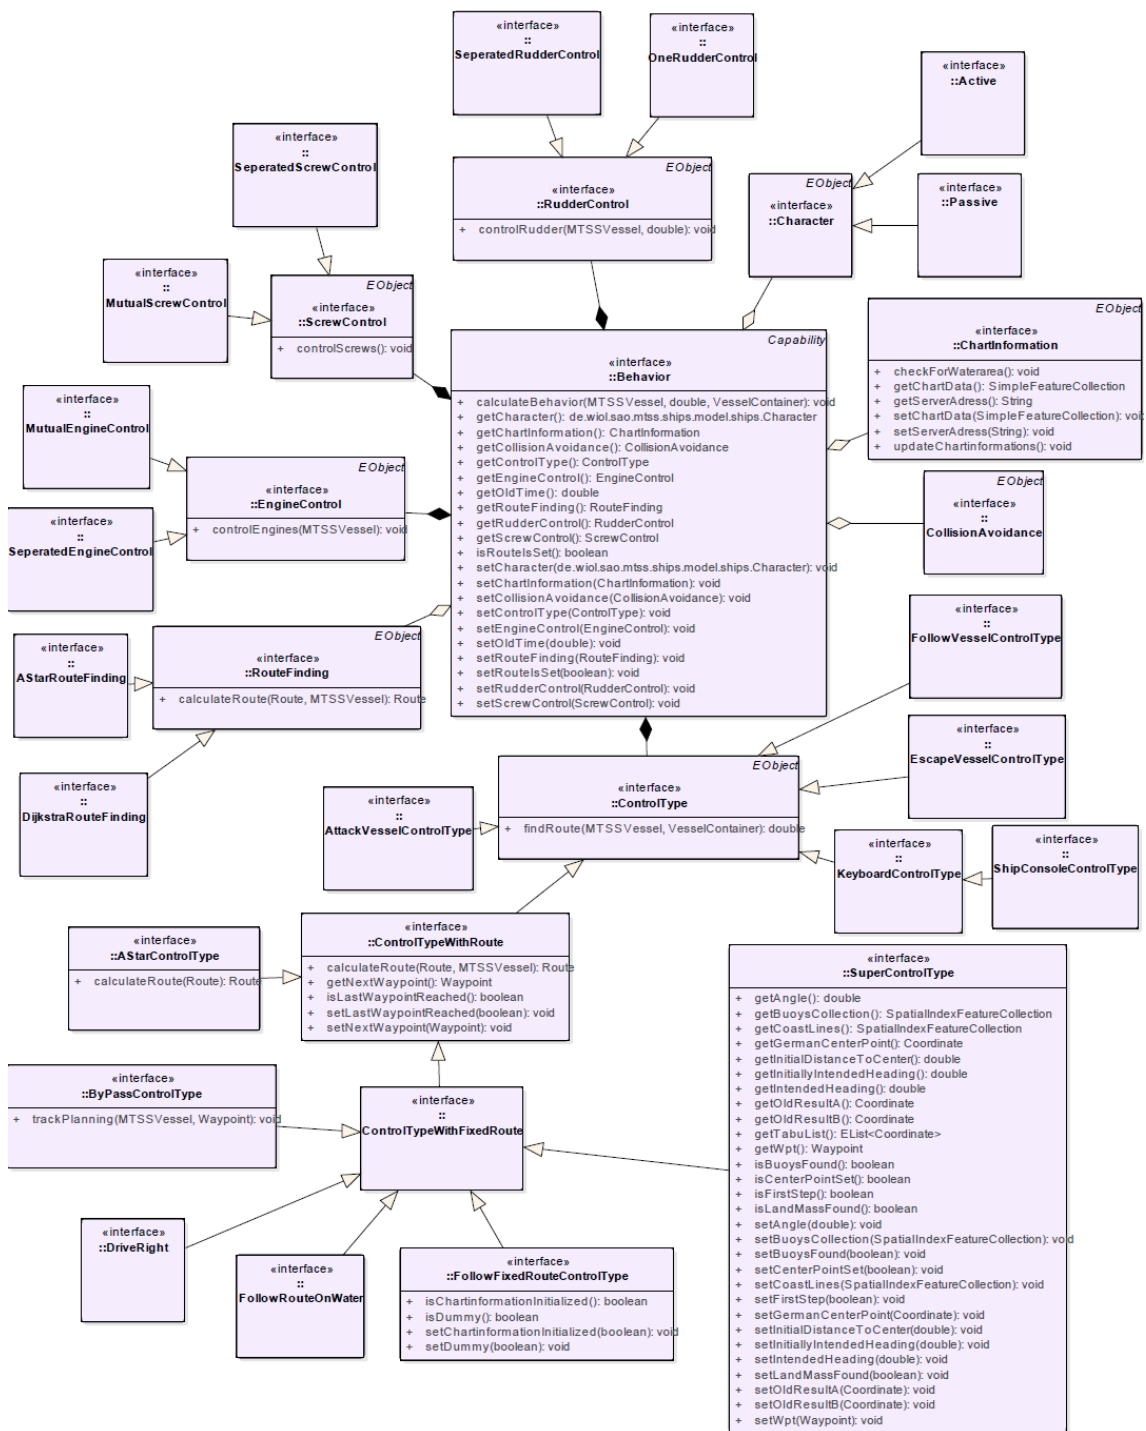 «interface»
::
SeperatedRudderControl
«interface»
::
OneRudderControl
«interface»
::Active
«interface»
::
SeperatedScrewControl
EObject
«interface»
::RudderControl
+ controlRudder(MTSSVessel, double): void
EObject
«interface»
::Character
«interface»
::Passive
«interface»
::
MutualScrewControl
EObject
«interface»
::ScrewControl
+ controlScrews(): void
EObject
«interface»
::ChartInformation
+ checkForWaterarea(): void
+ getChartData(): SimpleFeatureCollection
+ getServerAdress(): String
+ setChartData(SimpleFeatureCollection): void
+ setServerAdress(String): void
+ updateChartinformations(): void
Capability
«interface»
::Behavior
+ calculateBehavior(MTSSVessel, double, VesselContainer): void
+ getCharacter(): de.wiol.sao.mtss.ships.model.ships.Character
+ getChartInformation(): ChartInformation
+ getCollisionAvoidance(): CollisionAvoidance
+ getControlType(): ControlType
+ getEngineControl(): EngineControl
+ getOldTime(): double
+ getRouteFinding(): RouteFinding
+ getRudderControl(): RudderControl
+ getScrewControl(): ScrewControl
+ isRouteIsSet(): boolean
+ setCharacter(de.wiol.sao.mtss.ships.model.ships.Character): void
+ setChartInformation(ChartInformation): void
+ setCollisionAvoidance(CollisionAvoidance): void
+ setControlType(ControlType): void
+ setEngineControl(EngineControl): void
+ setOldTime(double): void
+ setRouteFinding(RouteFinding): void
+ setRouteIsSet(boolean): void
+ setRudderControl(RudderControl): void
+ setScrewControl(ScrewControl): void
«interface»
::
MutualEngineControl
EObject
«interface»
::EngineControl
+ controlEngines(MTSSVessel): void
«interface»
::
SeperatedEngineControl
EObject
«interface»
::
CollisionAvoidance
«interface»
::
AStarRouteFinding
EObject
«interface»
::RouteFinding
+ calculateRoute(Route, MTSSVessel): Route
«interface»
::
FollowVesselControlType
«interface»
::
EscapeVesselControlType
«interface»
::
DijkstraRouteFinding
«interface»
::
AttackVesselControlType
EObject
«interface»
::ControlType
+ findRoute(MTSSVessel, VesselContainer): double
«interface»
::
KeyboardControlType
«interface»
::
ShipConsoleControlType
«interface»
::AStarControlType
+ calculateRoute(Route): Route
«interface»
::ControlTypeWithRoute
+ calculateRoute(Route, MTSSVessel): Route
+ getNextWaypoint(): Waypoint
+ isLastWaypointReached(): boolean
+ setLastWaypointReached(boolean): void
+ setNextWaypoint(Waypoint): void
«interface»
::SuperControlType
+ getAngle(): double
+ getBuoysCollection(): SpatialIndexFeatureCollection
+ getCoastLines(): SpatialIndexFeatureCollection
+ getGermanCenterPoint(): Coordinate
+ getInitialDistanceToCenter(): double
+ getInitiallyIntendedHeading(): double
+ getIntendedHeading(): double
+ getOldResultA(): Coordinate
+ getOldResultB(): Coordinate
+ getTabuList(): EList<Coordinate>
+ getWpt(): Waypoint
+ isBuoysFound(): boolean
+ isCenterPointSet(): boolean
+ isFirstStep(): boolean
+ isLandMassFound(): boolean
+ setAngle(double): void
+ setBuoysCollection(SpatialIndexFeatureCollection): void
+ setBuoysFound(boolean): void
+ setCenterPointSet(boolean): void
+ setCoastLines(SpatialIndexFeatureCollection): void
+ setFirstStep(boolean): void
+ setGermanCenterPoint(Coordinate): void
+ setInitialDistanceToCenter(double): void
+ setInitiallyIntendedHeading(double): void
+ setIntendedHeading(double): void
+ setLandMassFound(boolean): void
+ setOldResultA(Coordinate): void
+ setOldResultB(Coordinate): void
+ setWpt(Waypoint): void
«interface»
::ByPassControlType
+ trackPlanning(MTSSVessel, Waypoint): void
«interface»
::
ControlTypeWithFixedRoute
«interface»
::DriveRight
«interface»
::
FollowRouteOnWater
«interface»
::FollowFixedRouteControlType
+ isChartinformationInitialized(): boolean
+ isDummy(): boolean
+ setChartinformationInitialized(boolean): void
+ setDummy(boolean): void